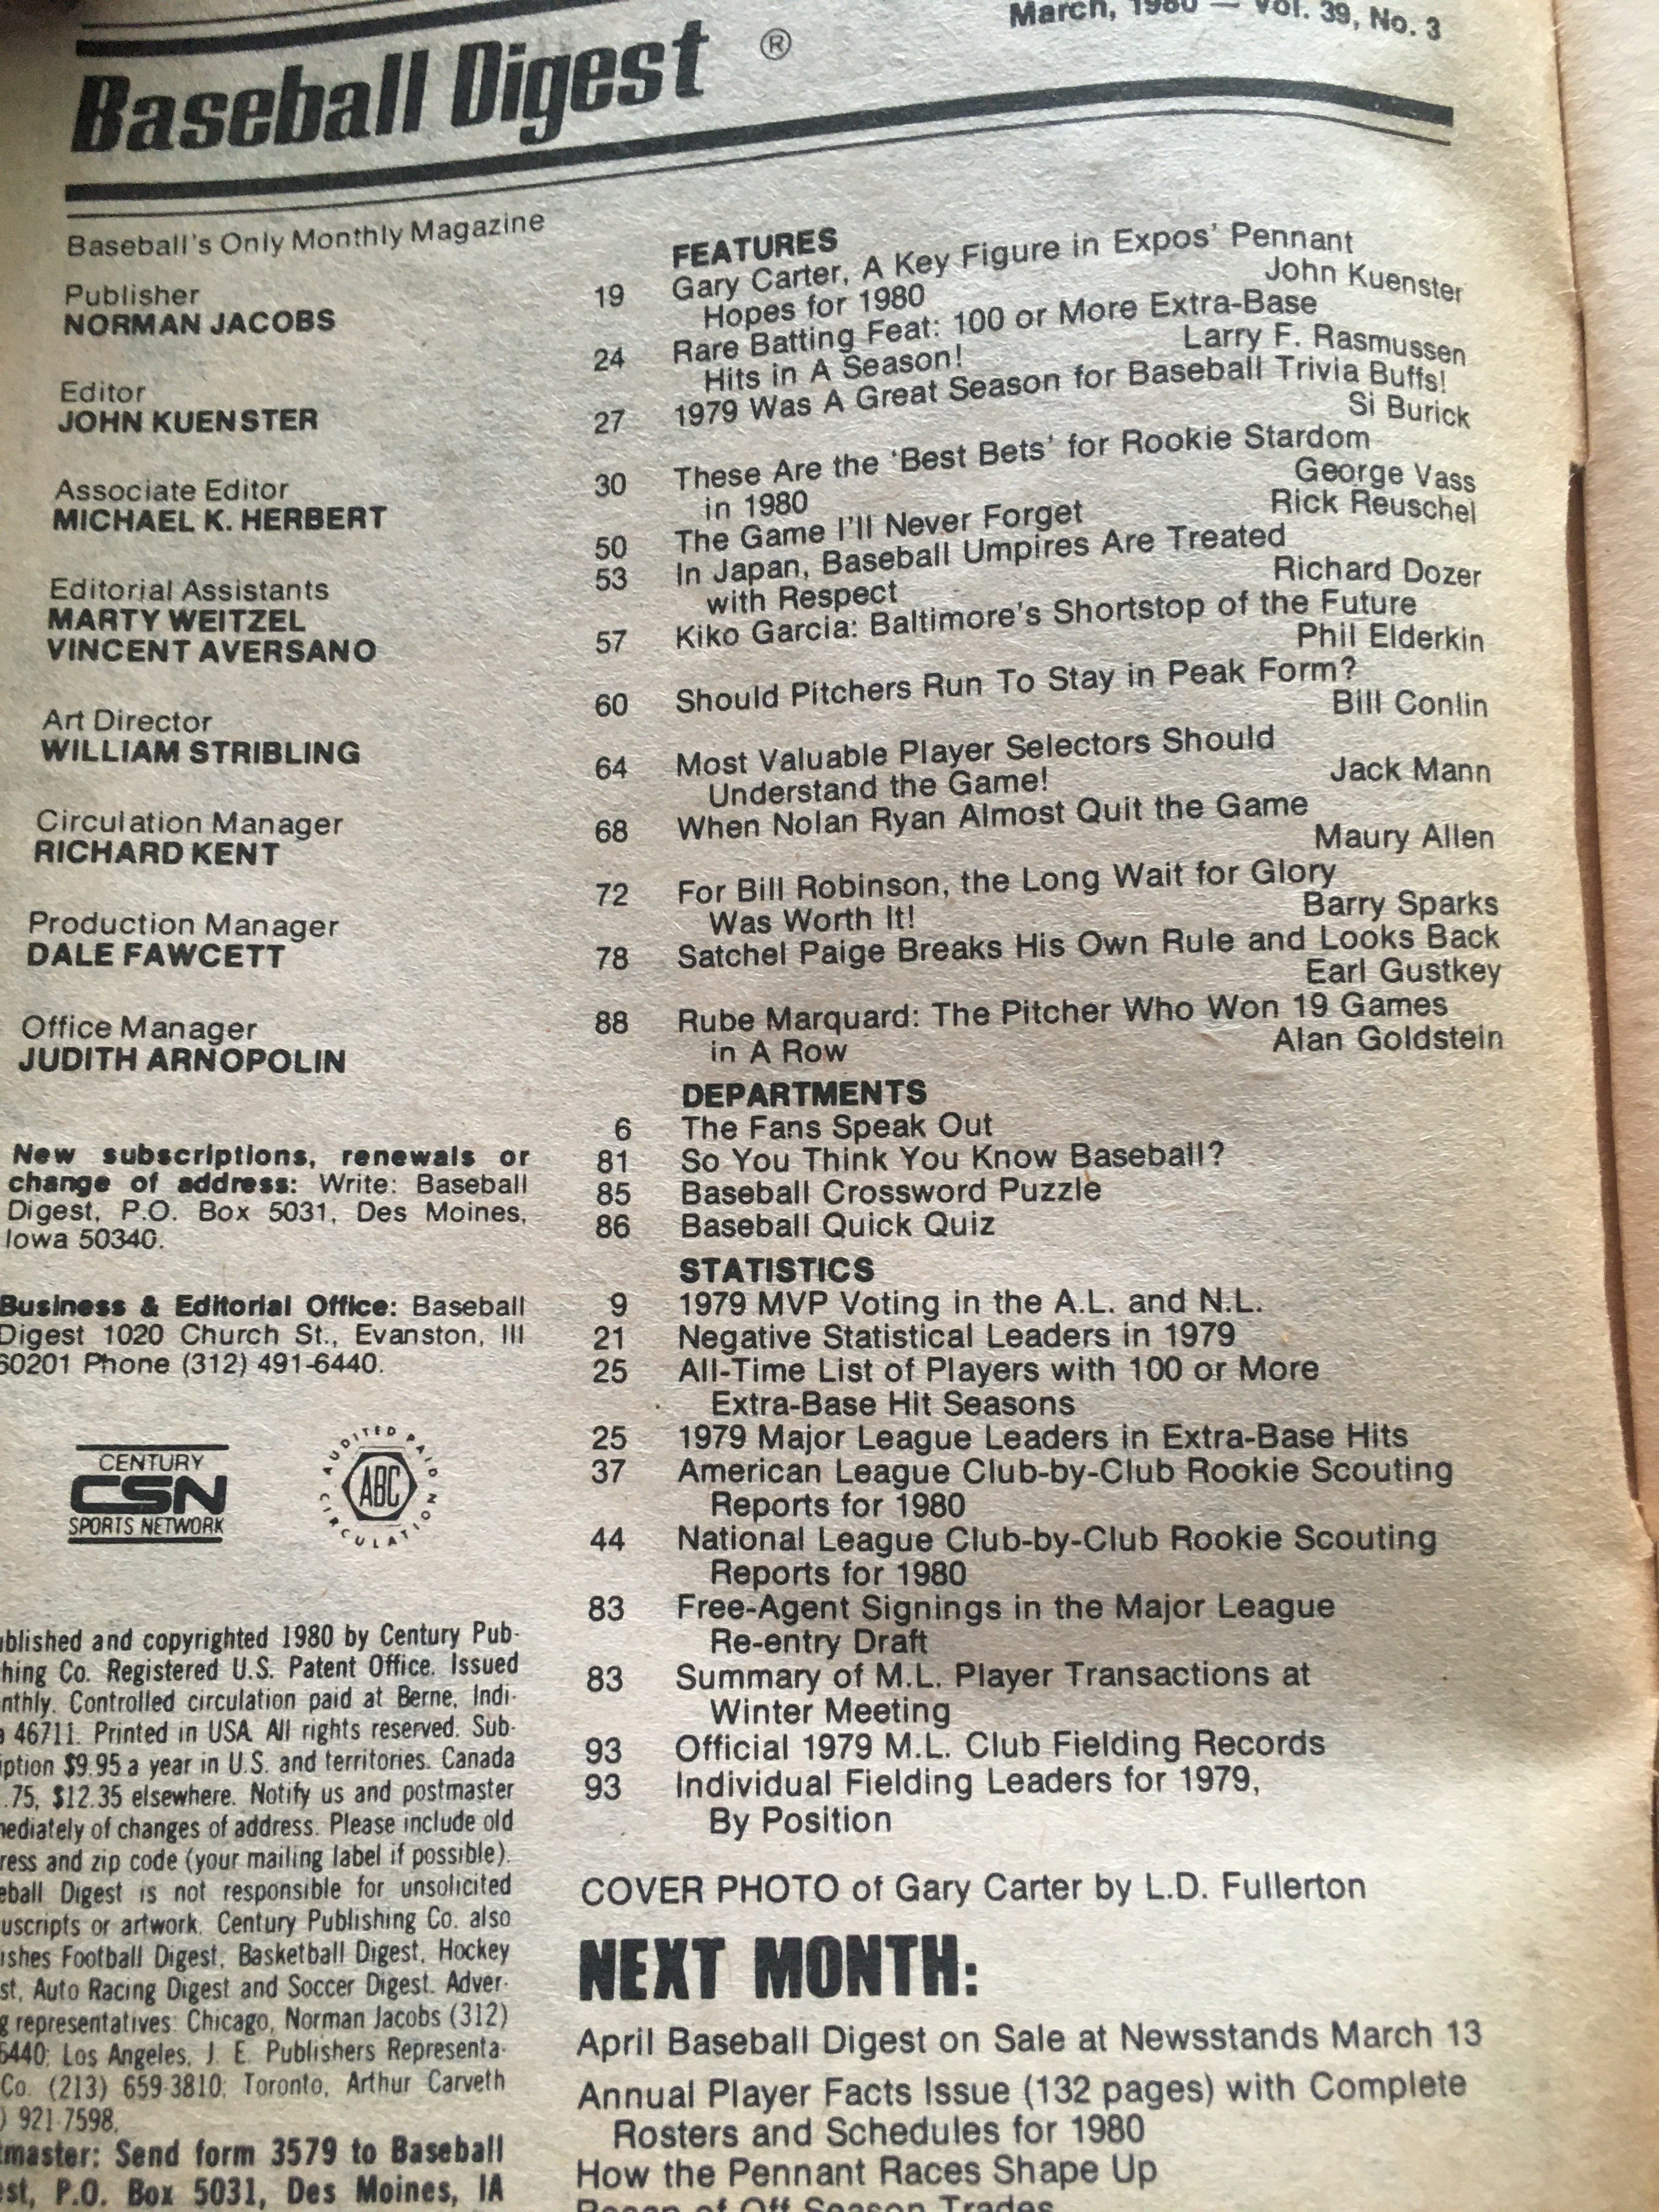 March, 1980 — Vol. 39, No. 3
Baseball Digest ®
Baseball's Only Monthly Magazine
Publisher
NORMAN JACOBS
Editor
JOHN KUENSTER
Associate Editor
MICHAEL K. HERBERT
Editorial Assistants
MARTY WEITZEL
VINCENT AVERSANO
Art Director
WILLIAM STRIBLING
Circulation Manager
RICHARD KENT
Production Manager
DALE FAWCETT
Office Manager
JUDITH ARNOPOLIN
New subscriptions, renewals or
change of address: Write: Baseball
Digest, P.O. Box 5031, Des Moines,
Iowa 50340.
Business & Editorial Office: Baseball
Digest 1020 Church St., Evanston, Ill
60201 Phone (312) 491-6440.
CENTURY
CSN
SPORTS NETWORK
AUDITED PAID
ABC
CIRCULATION
ublished and copyrighted 1980 by Century Pub-
hing Co. Registered U.S. Patent Office. Issued
nthly. Controlled circulation paid at Berne, Indi-
46711. Printed in USA. All rights reserved. Sub-
iption $9.95 a year in U.S. and territories. Canada
.75, $12.35 elsewhere. Notify us and postmaster
mediately of changes of address. Please include old
ress and zip code (your mailing label if possible).
eball Digest is not responsible for unsolicited
uscripts or artwork. Century Publishing Co. also
ishes Football Digest, Basketball Digest, Hockey
st, Auto Racing Digest and Soccer Digest. Adver-
g representatives: Chicago, Norman Jacobs (312)
6440; Los Angeles, J. E. Publishers Representa-
Co. (213) 659-3810; Toronto, Arthur Carveth
) 921-7598.
tmaster: Send form 3579 to Baseball
est, P.O. Box 5031, Des Moines, IA
FEATURES
19 Gary Carter, A Key Figure in Expos' Pennant
Hopes for 1980 John Kuenster
24 Rare Batting Feat: 100 or More Extra-Base
Hits in A Season! Larry F. Rasmussen
27 1979 Was A Great Season for Baseball Trivia Buffs!
Si Burick
30 These Are the 'Best Bets' for Rookie Stardom
in 1980 George Vass
50 The Game I'll Never Forget Rick Reuschel
53 In Japan, Baseball Umpires Are Treated
with Respect Richard Dozer
57 Kiko Garcia: Baltimore's Shortstop of the Future
Phil Elderkin
60 Should Pitchers Run To Stay in Peak Form?
Bill Conlin
64 Most Valuable Player Selectors Should
Understand the Game! Jack Mann
68 When Nolan Ryan Almost Quit the Game
Maury Allen
72 For Bill Robinson, the Long Wait for Glory
Was Worth It! Barry Sparks
78 Satchel Paige Breaks His Own Rule and Looks Back
Earl Gustkey
88 Rube Marquard: The Pitcher Who Won 19 Games
in A Row Alan Goldstein
DEPARTMENTS
6 The Fans Speak Out
81 So You Think You Know Baseball?
85 Baseball Crossword Puzzle
86 Baseball Quick Quiz
STATISTICS
9 1979 MVP Voting in the A.L. and N.L.
21 Negative Statistical Leaders in 1979
25 All-Time List of Players with 100 or More
Extra-Base Hit Seasons
25 1979 Major League Leaders in Extra-Base Hits
37 American League Club-by-Club Rookie Scouting
Reports for 1980
44 National League Club-by-Club Rookie Scouting
Reports for 1980
83 Free-Agent Signings in the Major League
Re-entry Draft
83 Summary of M.L. Player Transactions at
Winter Meeting
93 Official 1979 M.L. Club Fielding Records
93 Individual Fielding Leaders for 1979,
By Position
COVER PHOTO of Gary Carter by L.D. Fullerton
NEXT MONTH:
April Baseball Digest on Sale at Newsstands March 13
Annual Player Facts Issue (132 pages) with Complete
Rosters and Schedules for 1980
How the Pennant Races Shape Up
Recap of Off Season Trades